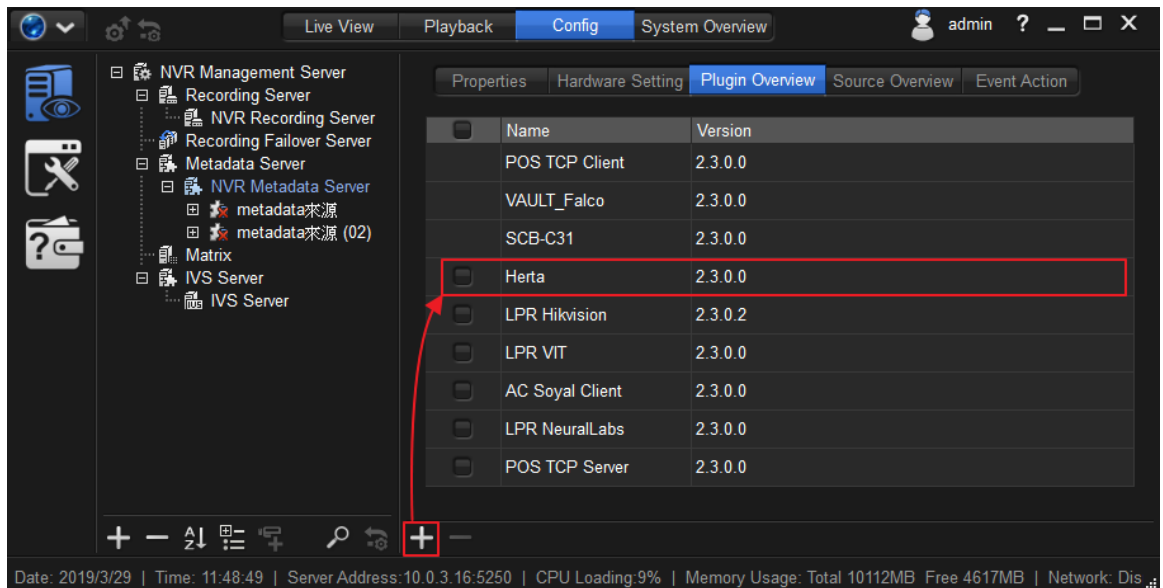 Live View Playback Config System Overview admin ?
NVR Management Server
Recording Server
NVR Recording Server
Recording Failover Server
Metadata Server
NVR Metadata Server
metadata來源
metadata來源 (02)
Matrix
IVS Server
IVS Server
Properties Hardware Setting Plugin Overview Source Overview Event Action
Name Version
POS TCP Client 2.3.0.0
VAULT_Falco 2.3.0.0
SCB-C31 2.3.0.0
Herta 2.3.0.0
LPR Hikvision 2.3.0.2
LPR VIT 2.3.0.0
AC Soyal Client 2.3.0.0
LPR NeuralLabs 2.3.0.0
POS TCP Server 2.3.0.0
Date: 2019/3/29 | Time: 11:48:49 | Server Address:10.0.3.16:5250 | CPU Loading:9% | Memory Usage: Total 10112MB Free 4617MB | Network: Dis